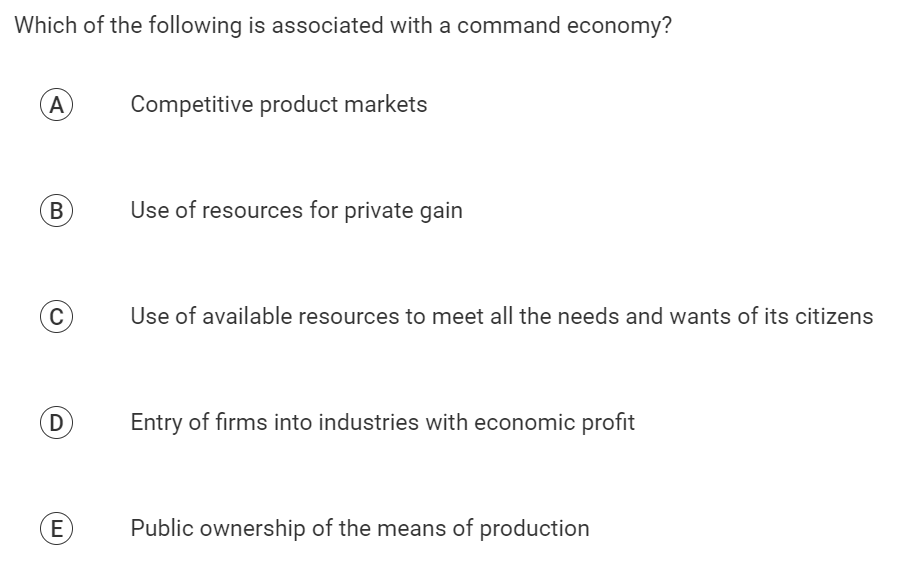 Which of the following is associated with a command economy?
A Competitive product markets
B Use of resources for private gain
C Use of available resources to meet all the needs and wants of its citizens
D Entry of firms into industries with economic profit
E Public ownership of the means of production